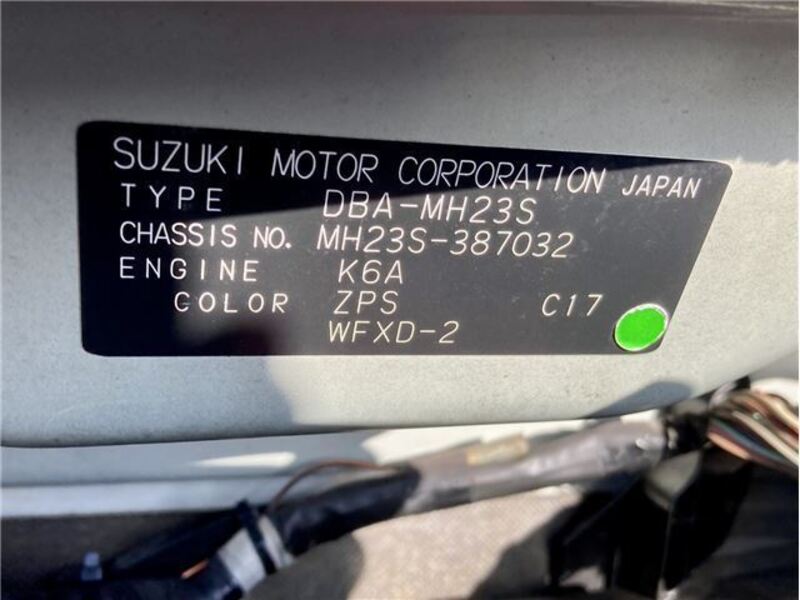 SUZUKI MOTOR CORPORATION JAPAN
TYPE DBA-MH23S
CHASSIS NO. MH23S-387032
ENGINE K6A
COLOR ZPS C17
WFXD-2